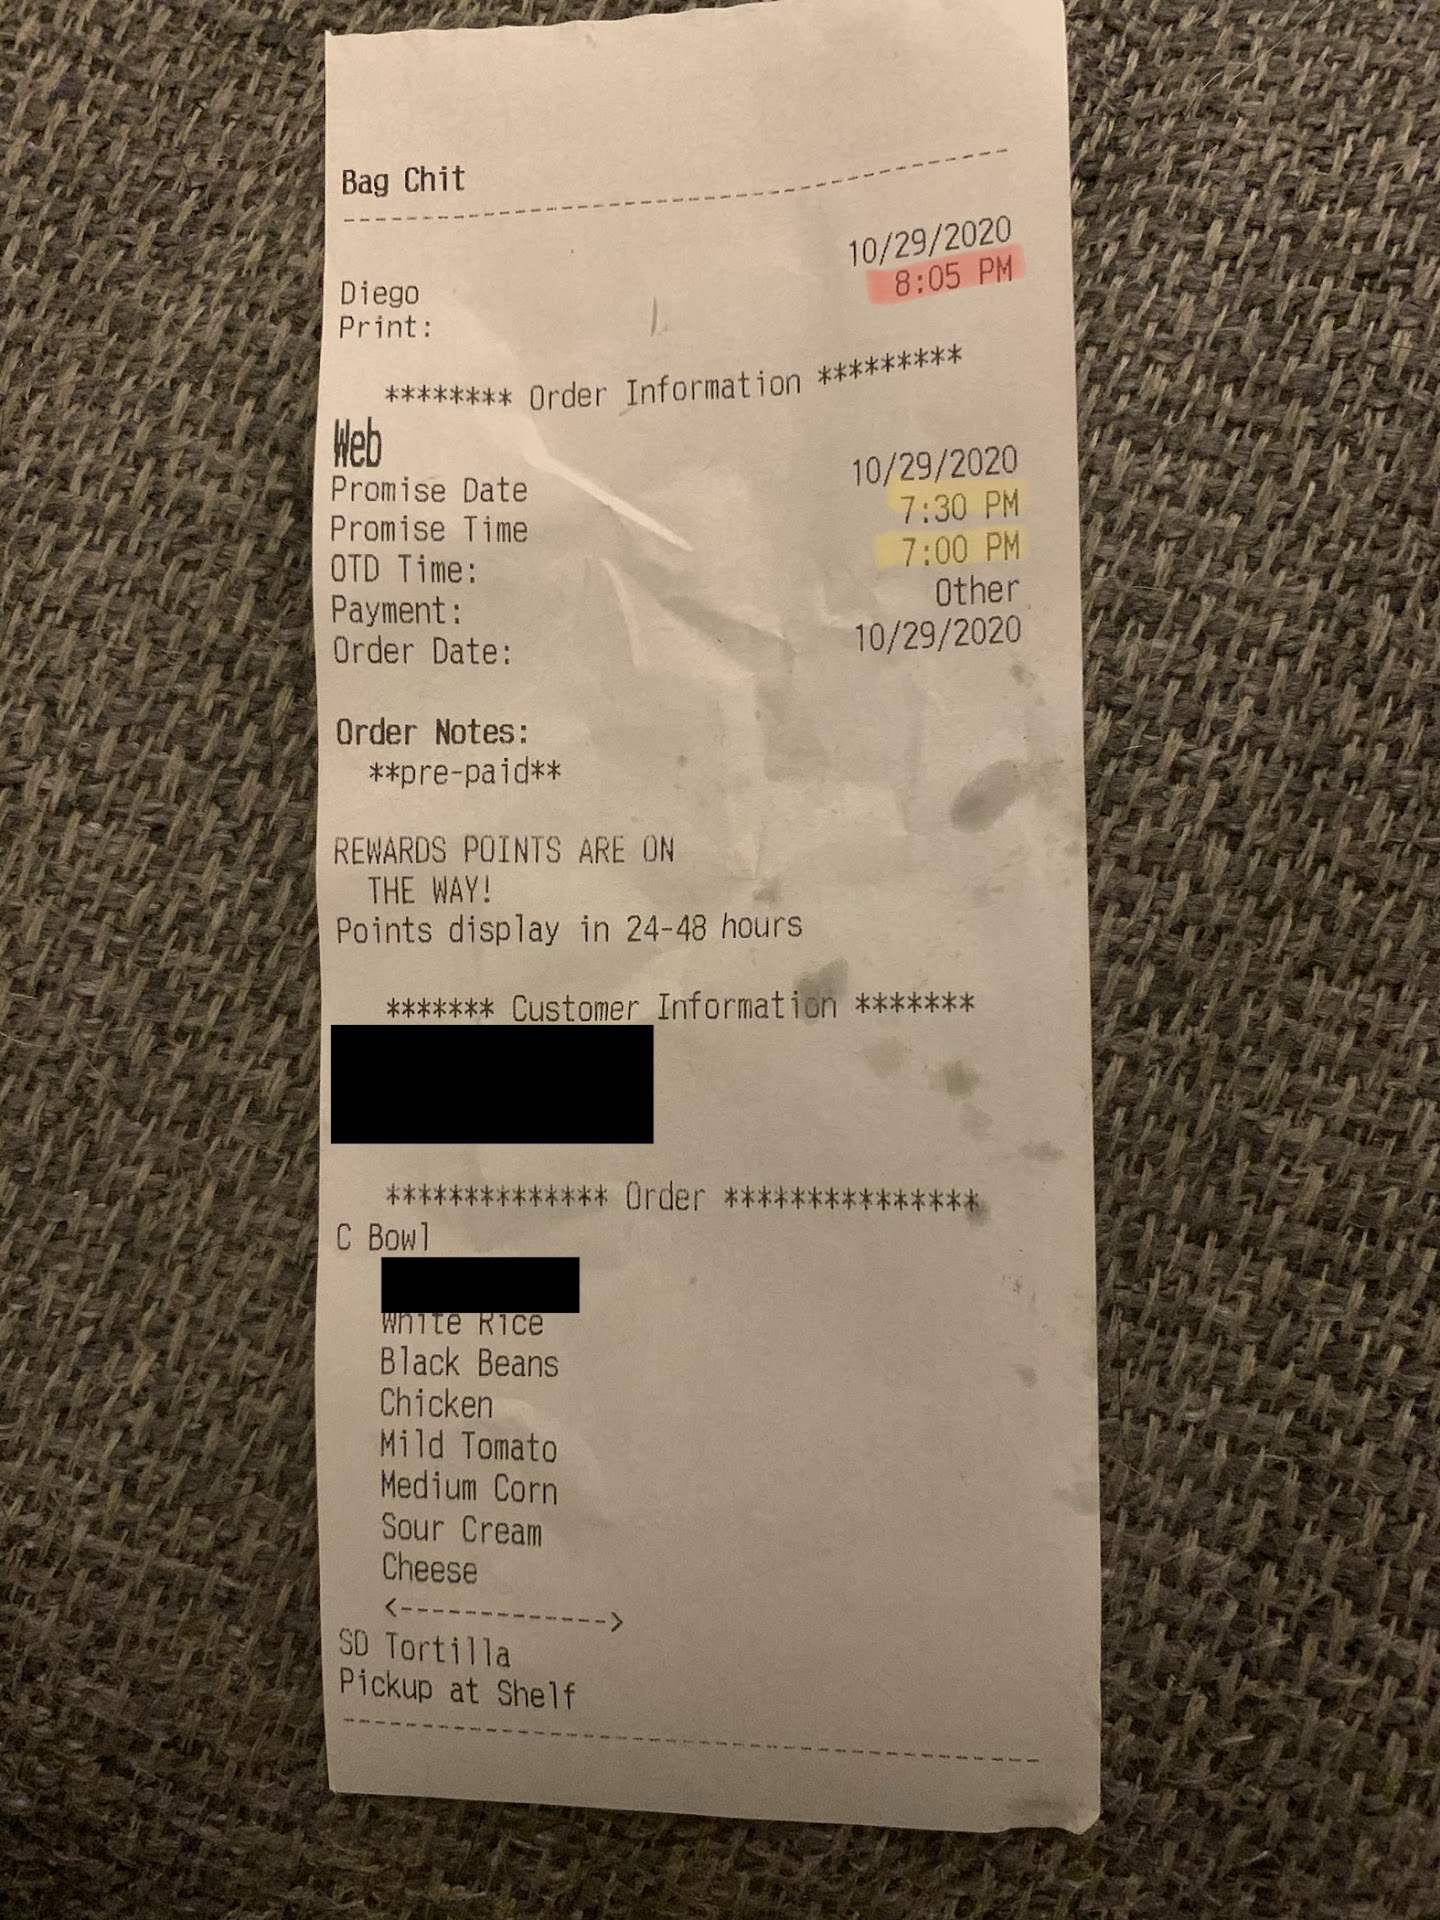 Bag Chit
--------------------------------------------
10/29/2020
Diego 8:05 PM
Print:
******** Order Information *********
Web
Promise Date 10/29/2020
Promise Time 7:30 PM
OTD Time: 7:00 PM
Payment: Other
Order Date: 10/29/2020
Order Notes:
**pre-paid**
REWARDS POINTS ARE ON
THE WAY!
Points display in 24-48 hours
******* Customer Information *******
************** Order ****************
C Bowl
White Rice
Black Beans
Chicken
Mild Tomato
Medium Corn
Sour Cream
Cheese
<------------->
SD Tortilla
Pickup at Shelf
--------------------------------------------